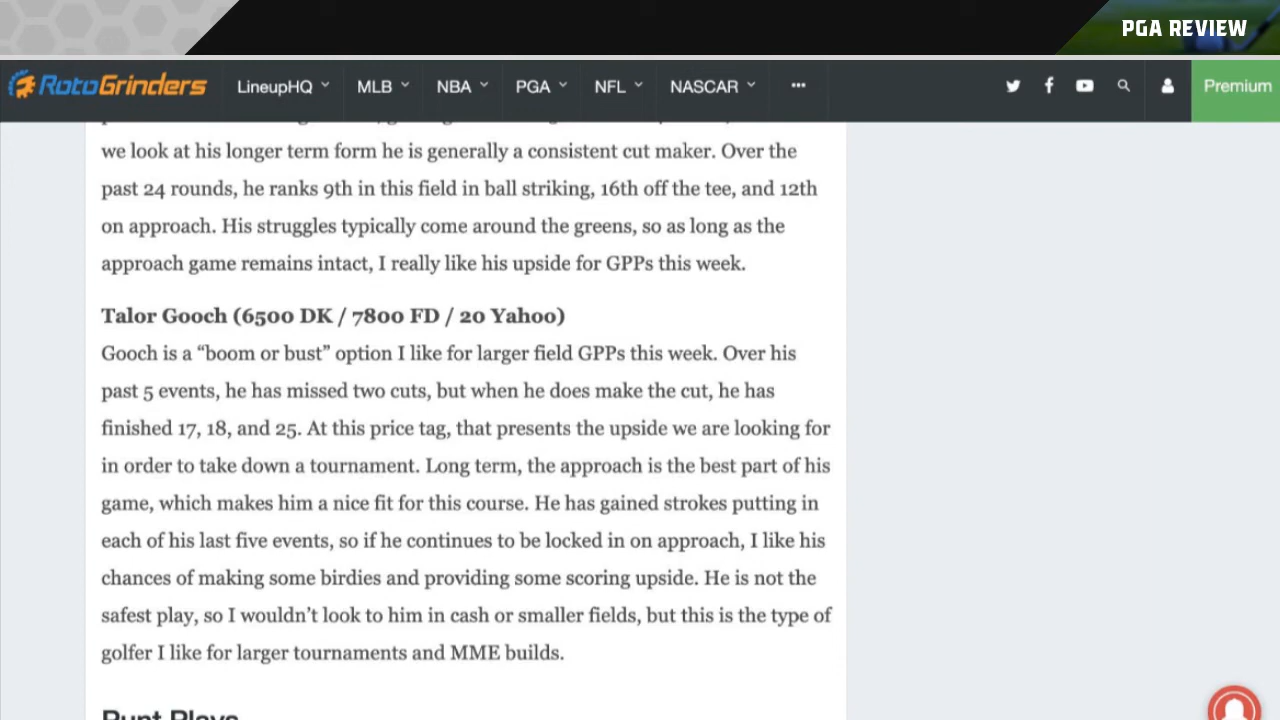 PGA REVIEW
RotoGrinders
LineupHQ MLB NBA PGA NFL NASCAR ••• Premium
we look at his longer term form he is generally a consistent cut maker. Over the
past 24 rounds, he ranks 9th in this field in ball striking, 16th off the tee, and 12th
on approach. His struggles typically come around the greens, so as long as the
approach game remains intact, I really like his upside for GPPs this week.
Talor Gooch (6500 DK / 7800 FD / 20 Yahoo)
Gooch is a “boom or bust” option I like for larger field GPPs this week. Over his
past 5 events, he has missed two cuts, but when he does make the cut, he has
finished 17, 18, and 25. At this price tag, that presents the upside we are looking for
in order to take down a tournament. Long term, the approach is the best part of his
game, which makes him a nice fit for this course. He has gained strokes putting in
each of his last five events, so if he continues to be locked in on approach, I like his
chances of making some birdies and providing some scoring upside. He is not the
safest play, so I wouldn’t look to him in cash or smaller fields, but this is the type of
golfer I like for larger tournaments and MME builds.
Punt Plays